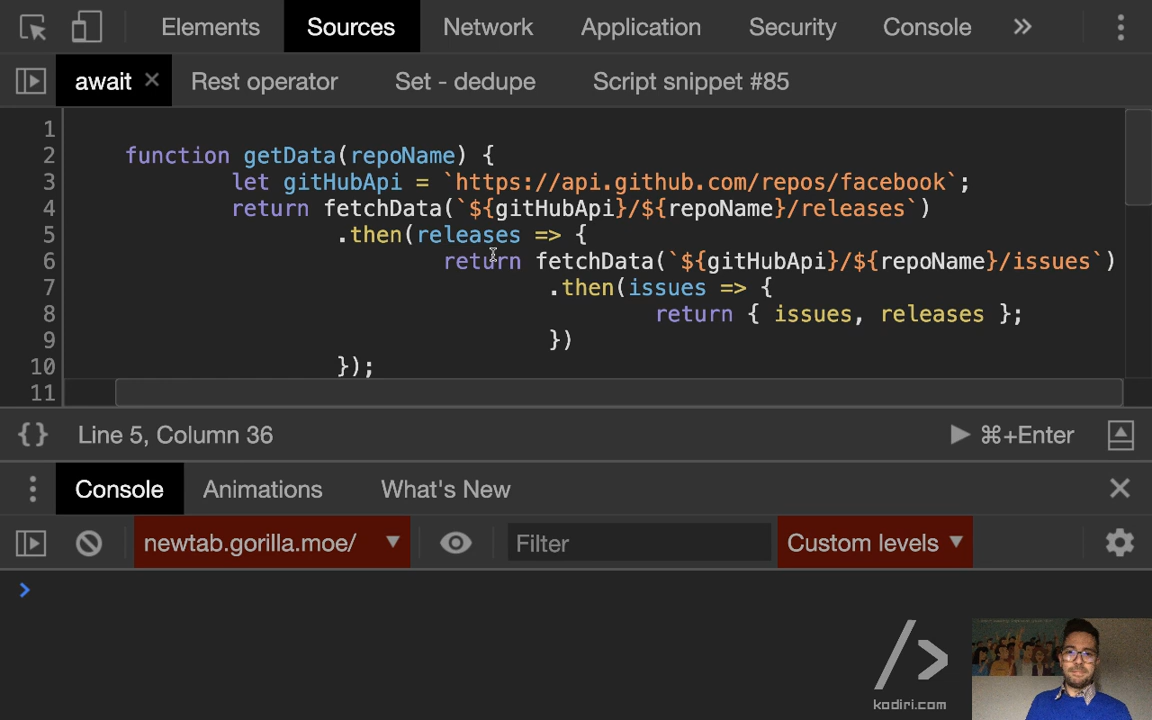 Elements Sources Network Application Security Console »
await × Rest operator Set - dedupe Script snippet #85
1
2 function getData(repoName) {
3 let gitHubApi = `https://api.github.com/repos/facebook`;
4 return fetchData(`${gitHubApi}/${repoName}/releases`)
5 .then(releases => {
6 return fetchData(`${gitHubApi}/${repoName}/issues`)
7 .then(issues => {
8 return { issues, releases };
9 })
10 });
11
{} Line 5, Column 36 ▶ ⌘+Enter
Console Animations What's New ×
newtab.gorilla.moe/ ▼ Filter Custom levels ▼
>
/>
kodiri.com